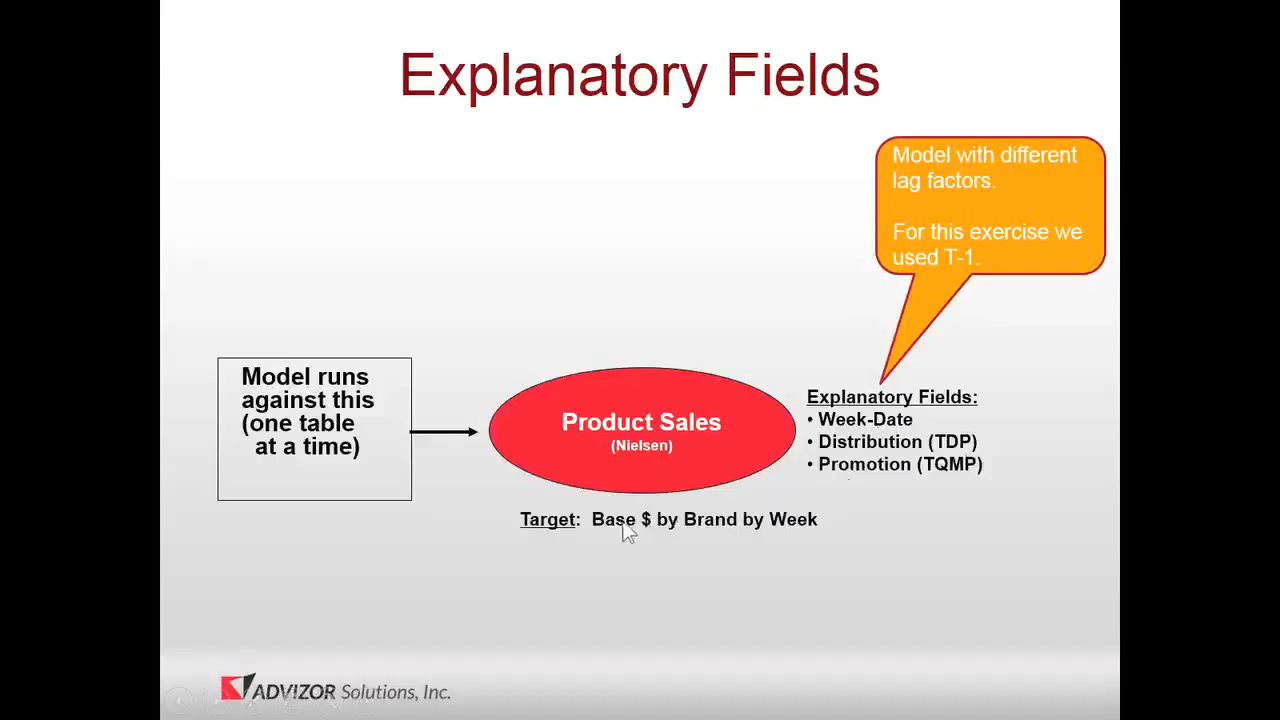 Explanatory Fields
Model with different
lag factors.
For this exercise we
used T-1.
Model runs
against this
(one table
at a time)
Product Sales
(Nielsen)
Explanatory Fields:
• Week-Date
• Distribution (TDP)
• Promotion (TQMP)
Target: Base $ by Brand by Week
ADVIZOR Solutions, Inc.